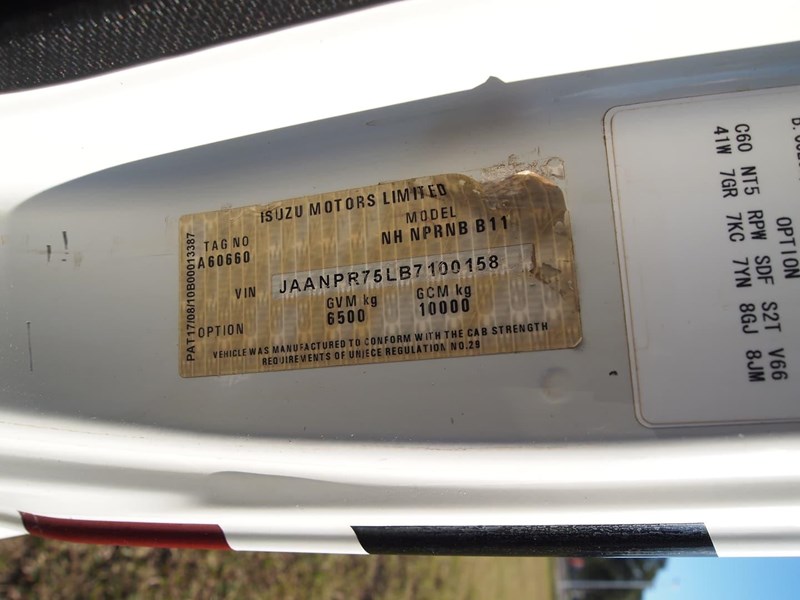 ISUZU MOTORS LIMITED
TAG NO
A60660
MODEL
NH NPRNB B11
VIN
JAANPR75LB7100158
OPTION
GVM kg
6500
GCM kg
10000
VEHICLE WAS MANUFACTURED TO CONFORM WITH THE CAB STRENGTH
REQUIREMENTS OF UN/ECE REGULATION NO.29
PAT17/08/10B00013387
OPTION
C60 NT5 RPW SDF S2T V66
41W 7GR 7KC 7YN 8GJ 8JM